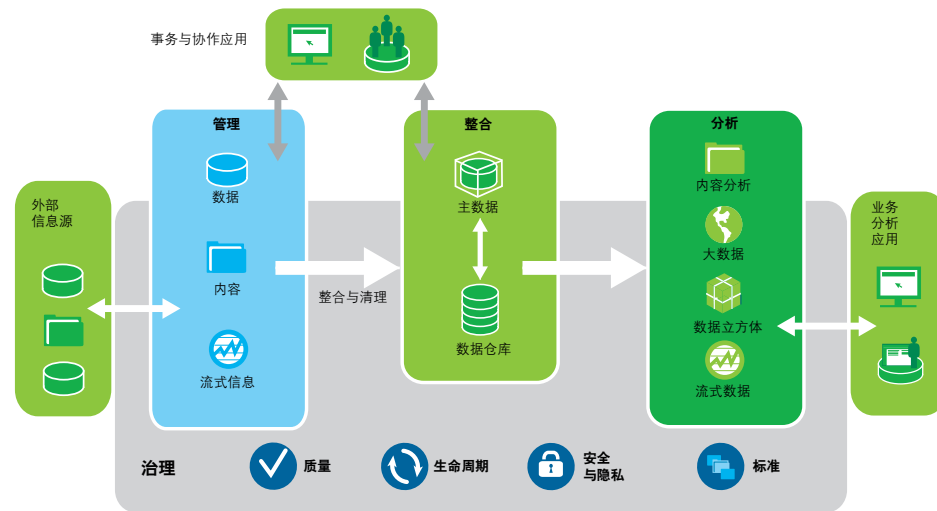 事务与协作应用
管理
整合
分析
数据
主数据
内容分析
外部
信息源
业务
分析
应用
大数据
内容
整合与清理
数据仓库
数据立方体
流式信息
流式数据
治理
质量
生命周期
安全
与隐私
标准